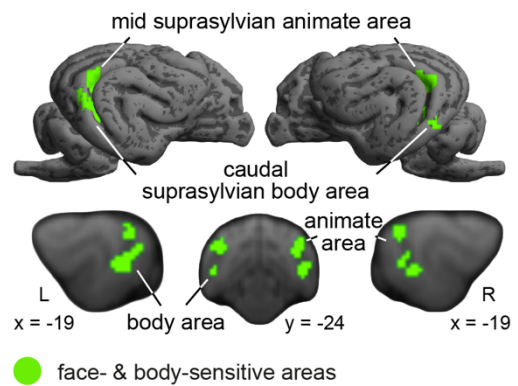 mid suprasylvian animate area
caudal
suprasylvian body area
animate
area
L
R
x = -19
body area
y = -24
x = -19
face- & body-sensitive areas